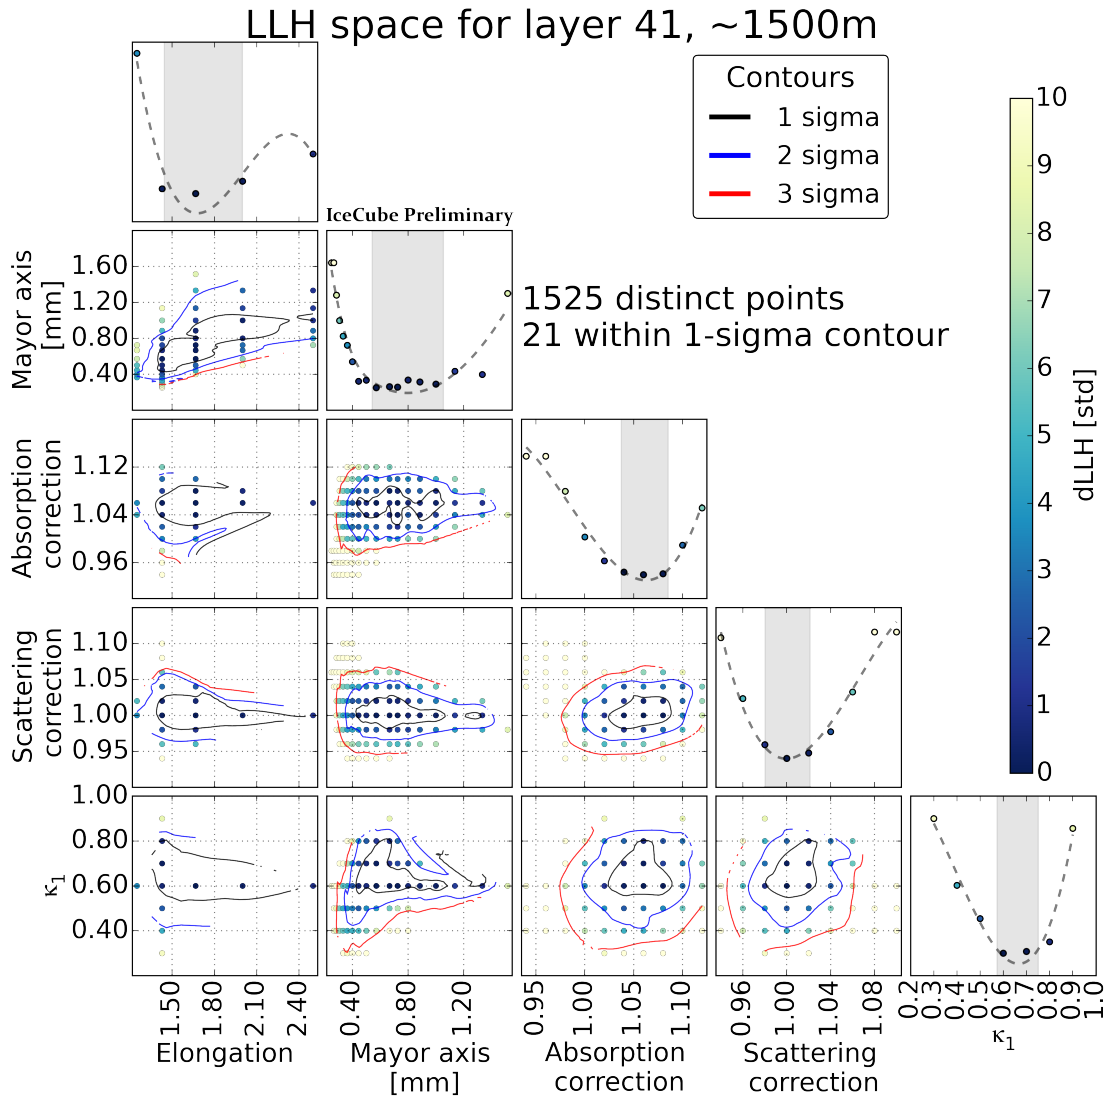 LLH space for layer 41, ~1500m
Contours
1 sigma
2 sigma
3 sigma
IceCube Preliminary
1525 distinct points
21 within 1-sigma contour
10
9
8
7
6
5
4
3
2
1
0
dLLH [std]
Mayor axis
[mm]
1.60
1.20
0.80
0.40
Absorption
correction
1.12
1.04
0.96
Scattering
correction
1.10
1.05
1.00
0.95
κ1
1.00
0.80
0.60
0.40
1.50
1.80
2.10
2.40
Elongation
0.40
0.80
1.20
Mayor axis
[mm]
0.95
1.00
1.05
1.10
Absorption
correction
0.96
1.00
1.04
1.08
Scattering
correction
0.2
0.3
0.4
0.5
0.6
0.7
0.8
0.9
1.0
κ1